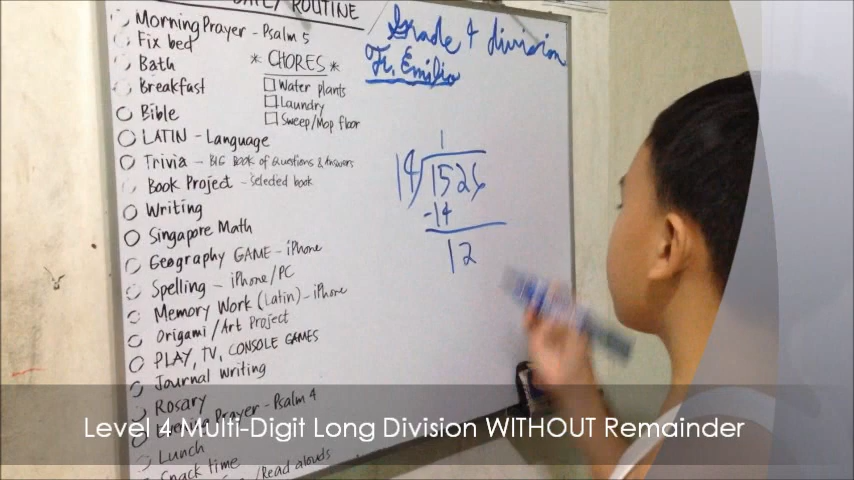 DAILY ROUTINE
Morning Prayer - Psalm 5
Fix bed
Bath
Breakfast
Bible
LATIN - Language
Trivia - BIG BOOK of Questions & Answers
Book Project - selected book
Writing
Singapore Math
Geography GAME - iPhone
Spelling - iPhone/PC
Memory Work (Latin) - iPhone
Origami/Art Project
PLAY, TV, CONSOLE GAMES
Journal Writing
Rosary
Prayer - Psalm 4
Lunch
Snack time
/Read alouds
* CHORES *
Water plants
Laundry
Sweep/Mop floor
Grade 4 division
Fr. Emilio
1
14 1526
-14
12
Level 4 Multi-Digit Long Division WITHOUT Remainder